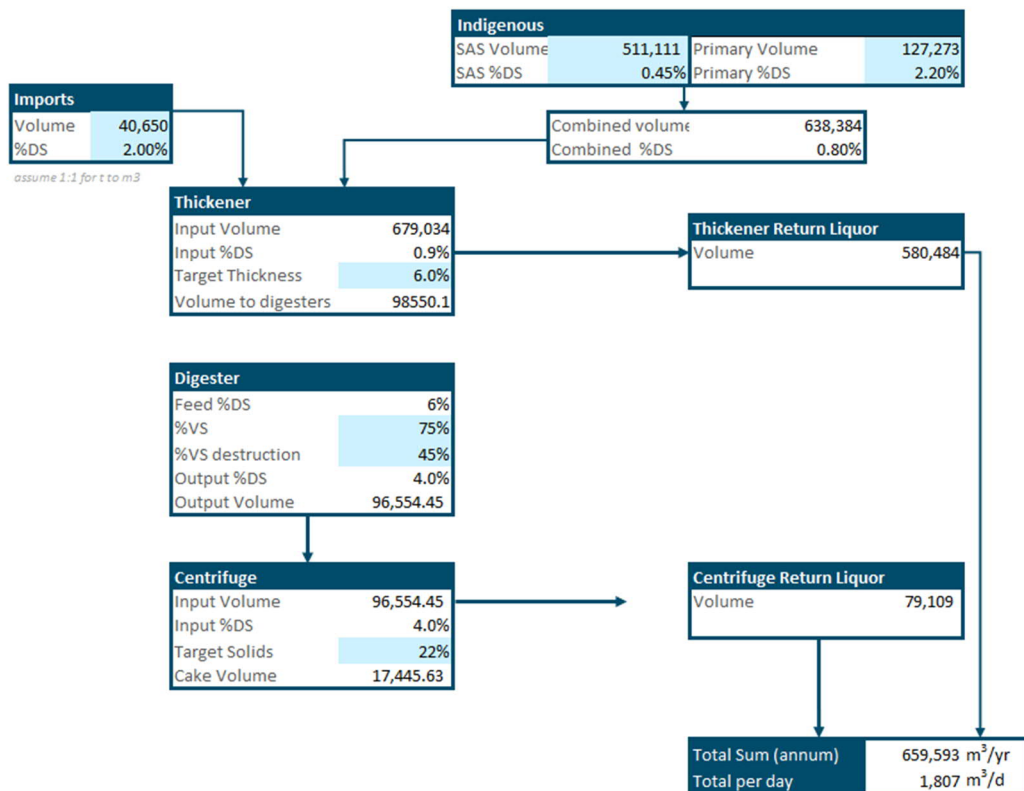 Indigenous
SAS Volume 511,111 Primary Volume 127,273
SAS %DS 0.45% Primary %DS 2.20%
Imports
Volume 40,650
%DS 2.00%
assume 1:1 for t to m3
Combined volume 638,384
Combined %DS 0.80%
Thickener
Input Volume 679,034
Input %DS 0.9%
Target Thickness 6.0%
Volume to digesters 98550.1
Thickener Return Liquor
Volume 580,484
Digester
Feed %DS 6%
%VS 75%
%VS destruction 45%
Output %DS 4.0%
Output Volume 96,554.45
Centrifuge
Input Volume 96,554.45
Input %DS 4.0%
Target Solids 22%
Cake Volume 17,445.63
Centrifuge Return Liquor
Volume 79,109
Total Sum (annum) 659,593 m³/yr
Total per day 1,807 m³/d